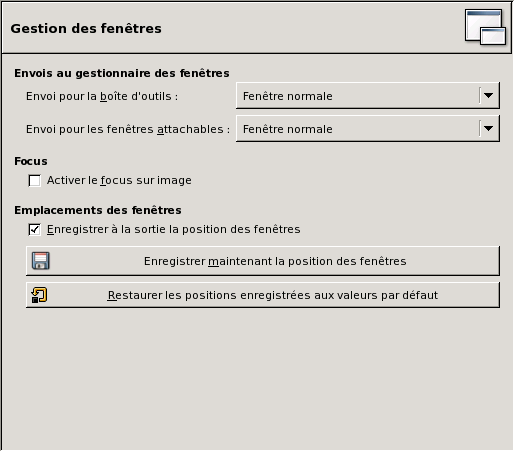 Gestion des fenêtres
Envois au gestionnaire des fenêtres
Envoi pour la boîte d'outils :
Fenêtre normale
Envoi pour les fenêtres attachables :
Fenêtre normale
Focus
Activer le focus sur image
Emplacements des fenêtres
Enregistrer à la sortie la position des fenêtres
Enregistrer maintenant la position des fenêtres
Restaurer les positions enregistrées aux valeurs par défaut